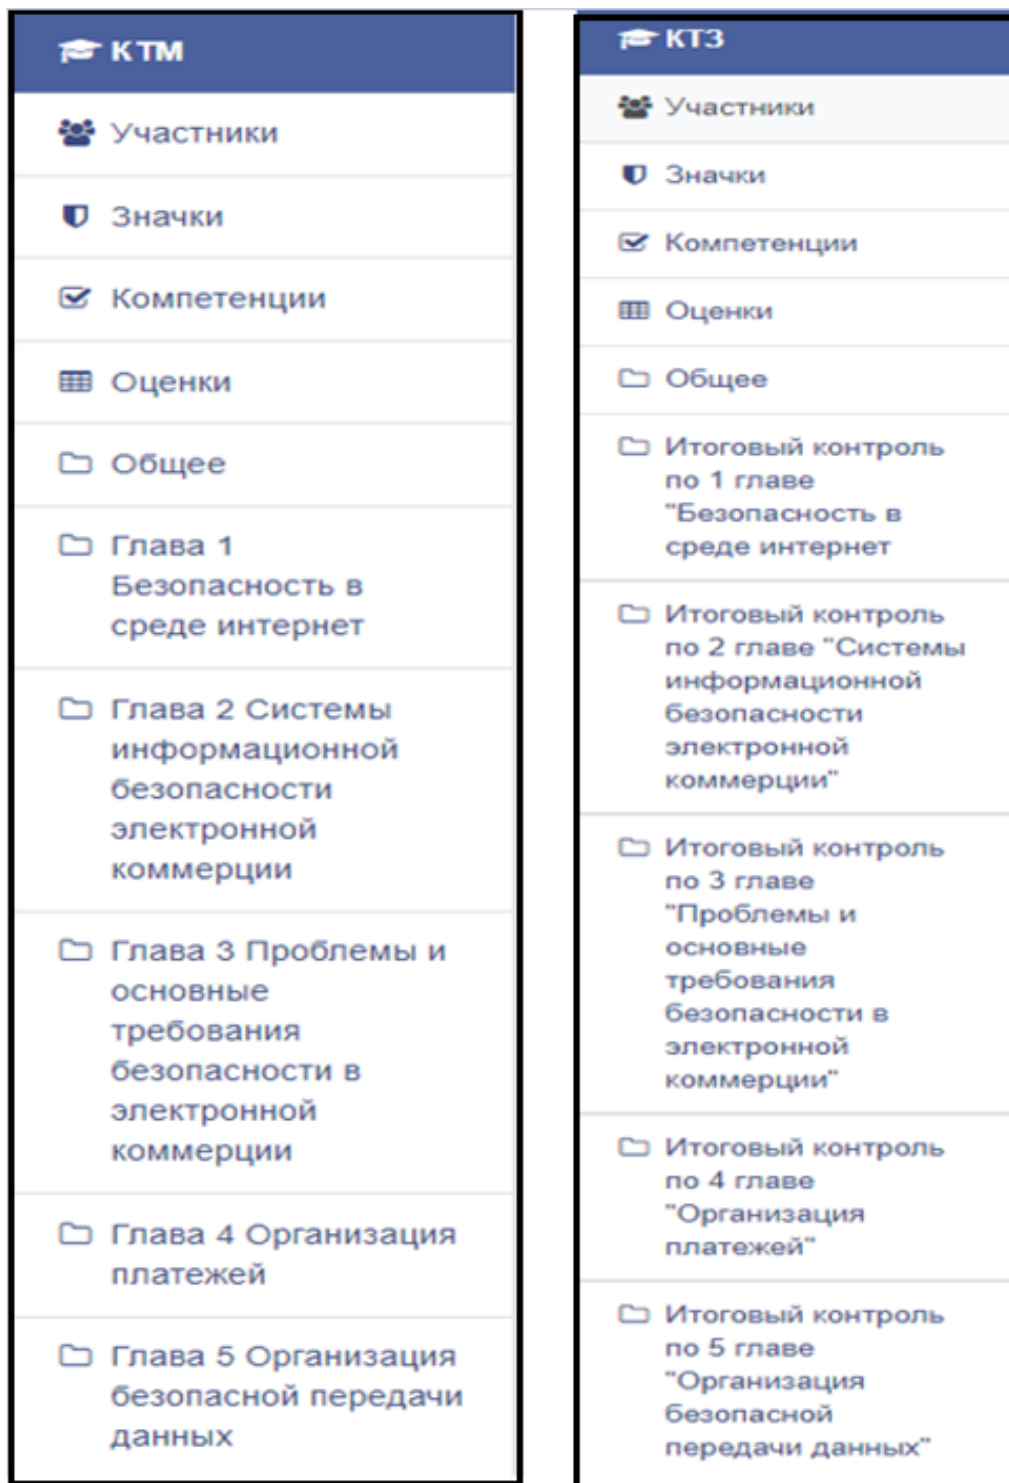 КТМ
Участники
Значки
Компетенции
Оценки
Общее
Глава 1
Безопасность в
среде интернет
Глава 2 Системы
информационной
безопасности
электронной
коммерции
Глава 3 Проблемы и
основные
требования
безопасности в
электронной
коммерции
Глава 4 Организация
платежей
Глава 5 Организация
безопасной передачи
данных
КТЗ
Участники
Значки
Компетенции
Оценки
Общее
Итоговый контроль
по 1 главе
"Безопасность в
среде интернет
Итоговый контроль
по 2 главе "Системы
информационной
безопасности
электронной
коммерции"
Итоговый контроль
по 3 главе
"Проблемы и
основные
требования
безопасности в
электронной
коммерции"
Итоговый контроль
по 4 главе
"Организация
платежей"
Итоговый контроль
по 5 главе
"Организация
безопасной
передачи данных"